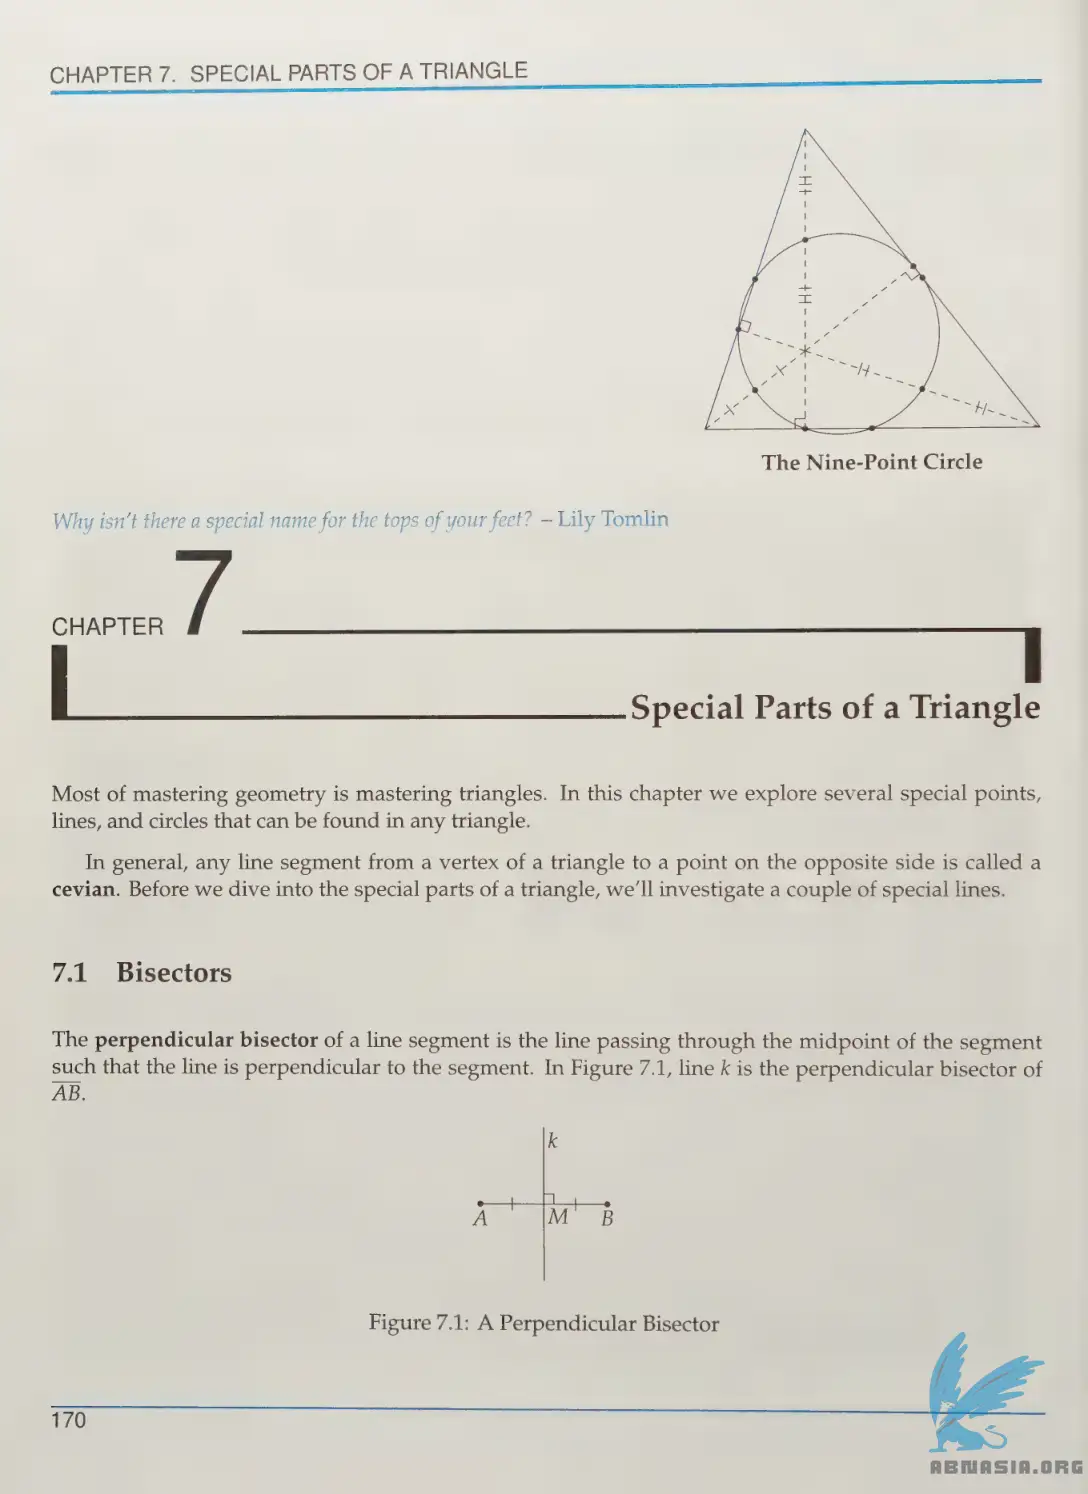 CHAPTER 7. SPECIAL PARTS OF A TRIANGLE
The Nine-Point Circle
Why isn't there a special name for the tops of your feet? – Lily Tomlin
CHAPTER 7
Special Parts of a Triangle
Most of mastering geometry is mastering triangles. In this chapter we explore several special points,
lines, and circles that can be found in any triangle.
In general, any line segment from a vertex of a triangle to a point on the opposite side is called a
cevian. Before we dive into the special parts of a triangle, we'll investigate a couple of special lines.
7.1 Bisectors
The perpendicular bisector of a line segment is the line passing through the midpoint of the segment
such that the line is perpendicular to the segment. In Figure 7.1, line k is the perpendicular bisector of
A̅B̅.
k
A M B
Figure 7.1: A Perpendicular Bisector
170
ABNASIA.ORG